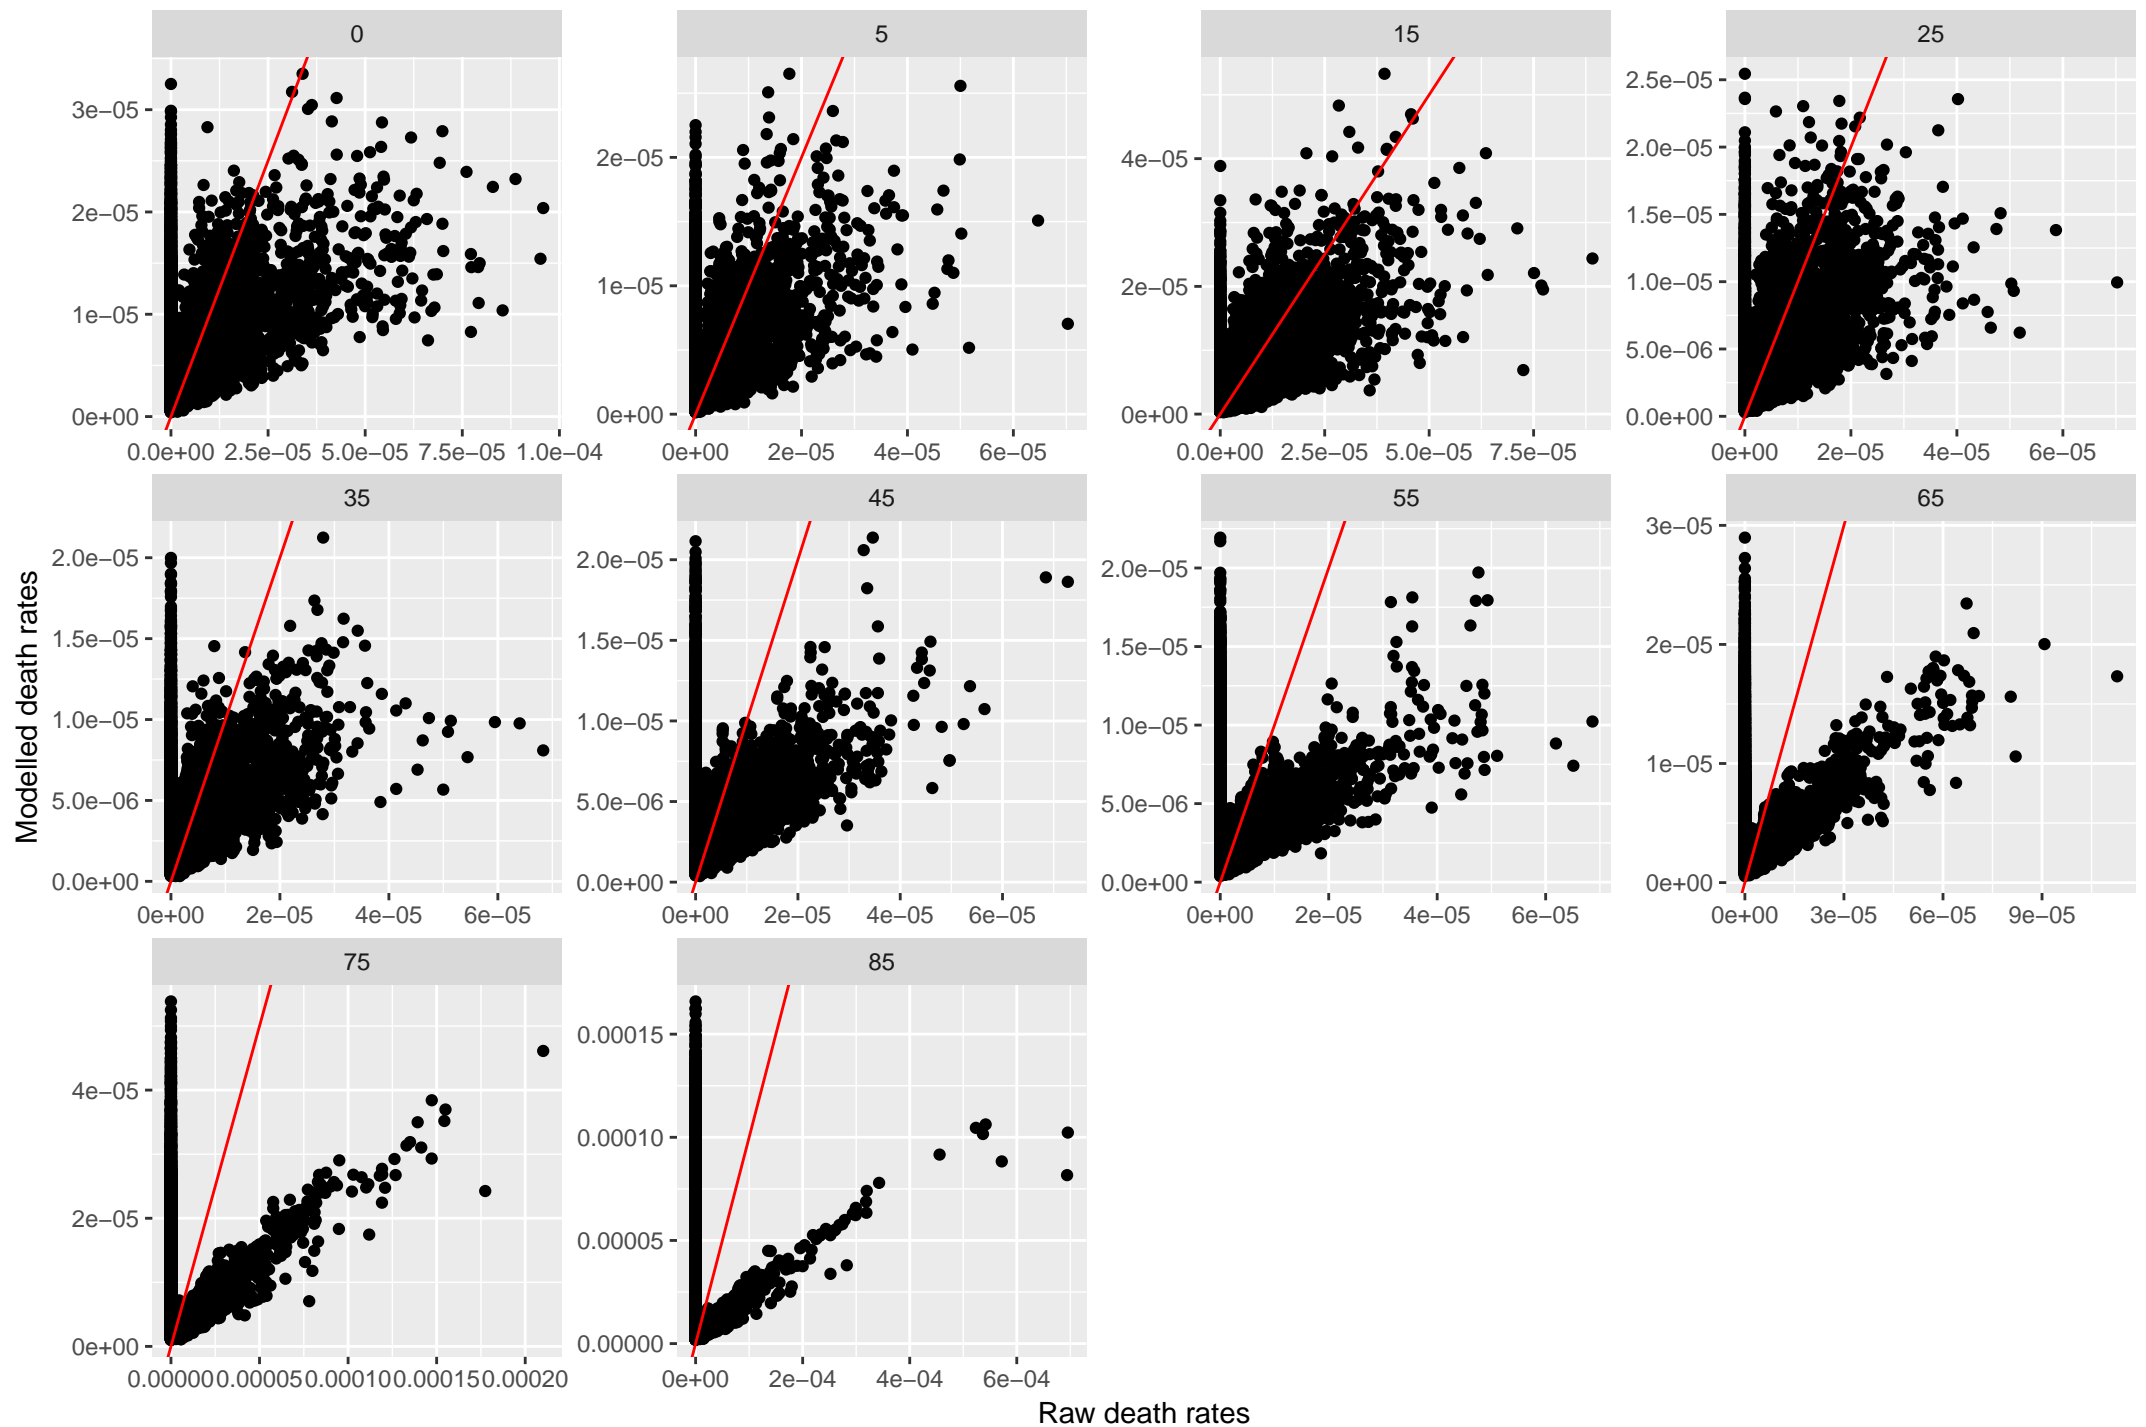 0 5 15 25
3e−05
2e−05
1e−05
0e+00
0.0e+00 2.5e−05 5.0e−05 7.5e−05 1.0e−04
2e−05
1e−05
0e+00
0e+00 2e−05 4e−05 6e−05
4e−05
2e−05
0e+00
0.0e+00 2.5e−05 5.0e−05 7.5e−05
2.5e−05
2.0e−05
1.5e−05
1.0e−05
5.0e−06
0.0e+00
0e+00 2e−05 4e−05 6e−05
35 45 55 65
2.0e−05
1.5e−05
1.0e−05
5.0e−06
0.0e+00
0e+00 2e−05 4e−05 6e−05
2.0e−05
1.5e−05
1.0e−05
5.0e−06
0.0e+00
0e+00 2e−05 4e−05 6e−05
2.0e−05
1.5e−05
1.0e−05
5.0e−06
0.0e+00
0e+00 2e−05 4e−05 6e−05
3e−05
2e−05
1e−05
0e+00
0e+00 3e−05 6e−05 9e−05
75 85
4e−05
2e−05
0e+00
0.00000 0.00005 0.00010 0.00015 0.00020
0.00015
0.00010
0.00005
0.00000
0e+00 2e−04 4e−04 6e−04
Modelled death rates
Raw death rates